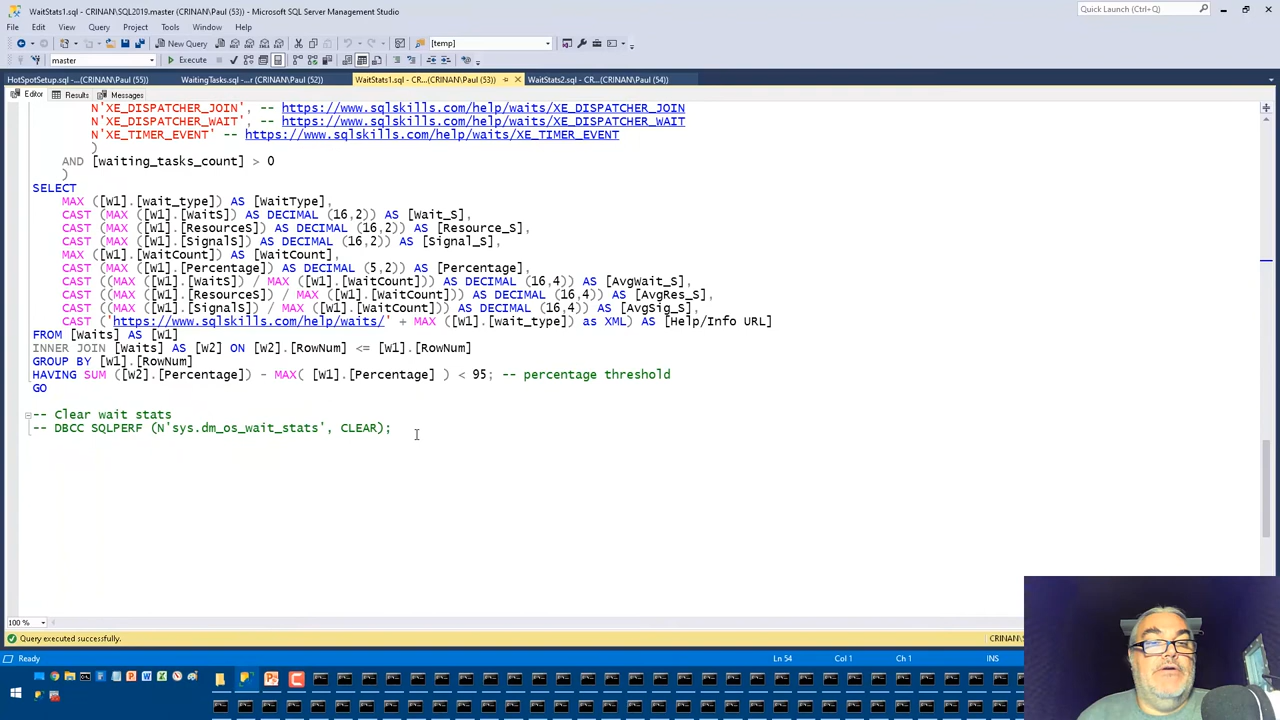 WaitStats1.sql - CRINAN\SQL2019.master (CRINAN\Paul (53)) - Microsoft SQL Server Management Studio
Quick Launch (Ctrl+Q)
File Edit View Query Project Tools Window Help
New Query [temp]
master Execute
HotSpotSetup.sql -...(CRINAN\Paul (55)) WaitingTasks.sql -...r (CRINAN\Paul (52)) WaitStats1.sql - CR...(CRINAN\Paul (53)) WaitStats2.sql - CR...(CRINAN\Paul (54))
Editor Results Messages
N'XE_DISPATCHER_JOIN', -- https://www.sqlskills.com/help/waits/XE_DISPATCHER_JOIN
N'XE_DISPATCHER_WAIT', -- https://www.sqlskills.com/help/waits/XE_DISPATCHER_WAIT
N'XE_TIMER_EVENT' -- https://www.sqlskills.com/help/waits/XE_TIMER_EVENT
)
AND [waiting_tasks_count] > 0
)
SELECT
MAX ([W1].[wait_type]) AS [WaitType],
CAST (MAX ([W1].[WaitS]) AS DECIMAL (16,2)) AS [Wait_S],
CAST (MAX ([W1].[ResourceS]) AS DECIMAL (16,2)) AS [Resource_S],
CAST (MAX ([W1].[SignalS]) AS DECIMAL (16,2)) AS [Signal_S],
MAX ([W1].[WaitCount]) AS [WaitCount],
CAST (MAX ([W1].[Percentage]) AS DECIMAL (5,2)) AS [Percentage],
CAST ((MAX ([W1].[WaitS]) / MAX ([W1].[WaitCount])) AS DECIMAL (16,4)) AS [AvgWait_S],
CAST ((MAX ([W1].[ResourceS]) / MAX ([W1].[WaitCount])) AS DECIMAL (16,4)) AS [AvgRes_S],
CAST ((MAX ([W1].[SignalS]) / MAX ([W1].[WaitCount])) AS DECIMAL (16,4)) AS [AvgSig_S],
CAST ('https://www.sqlskills.com/help/waits/' + MAX ([W1].[wait_type]) as XML) AS [Help/Info URL]
FROM [Waits] AS [W1]
INNER JOIN [Waits] AS [W2] ON [W2].[RowNum] <= [W1].[RowNum]
GROUP BY [W1].[RowNum]
HAVING SUM ([W2].[Percentage]) - MAX( [W1].[Percentage] ) < 95; -- percentage threshold
GO
-- Clear wait stats
-- DBCC SQLPERF (N'sys.dm_os_wait_stats', CLEAR);
100 %
Query executed successfully. CRINAN\
Ready Ln 54 Col 1 Ch 1 INS